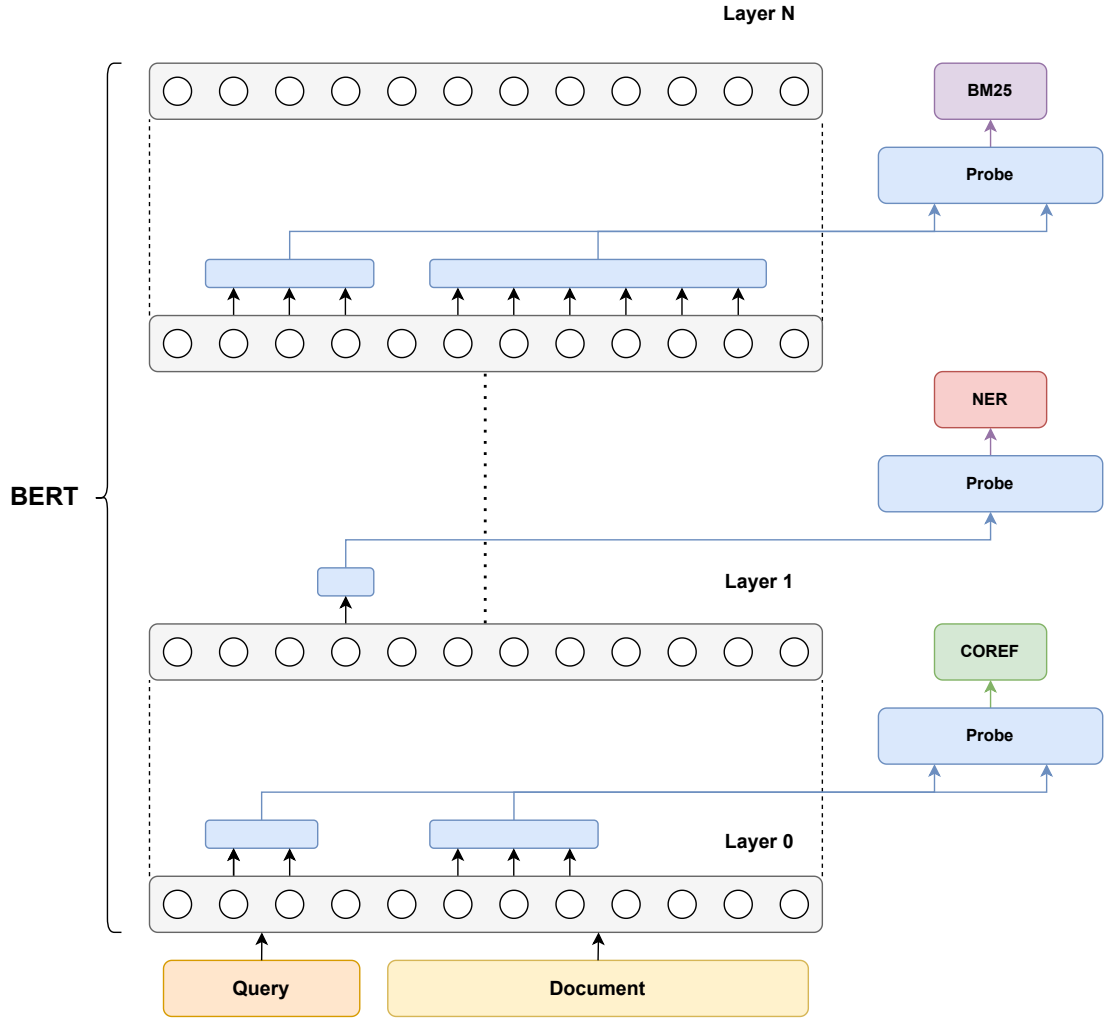 Layer N
BM25
Probe
NER
BERT
Probe
Layer 1
COREF
Probe
Layer 0
Query
Document